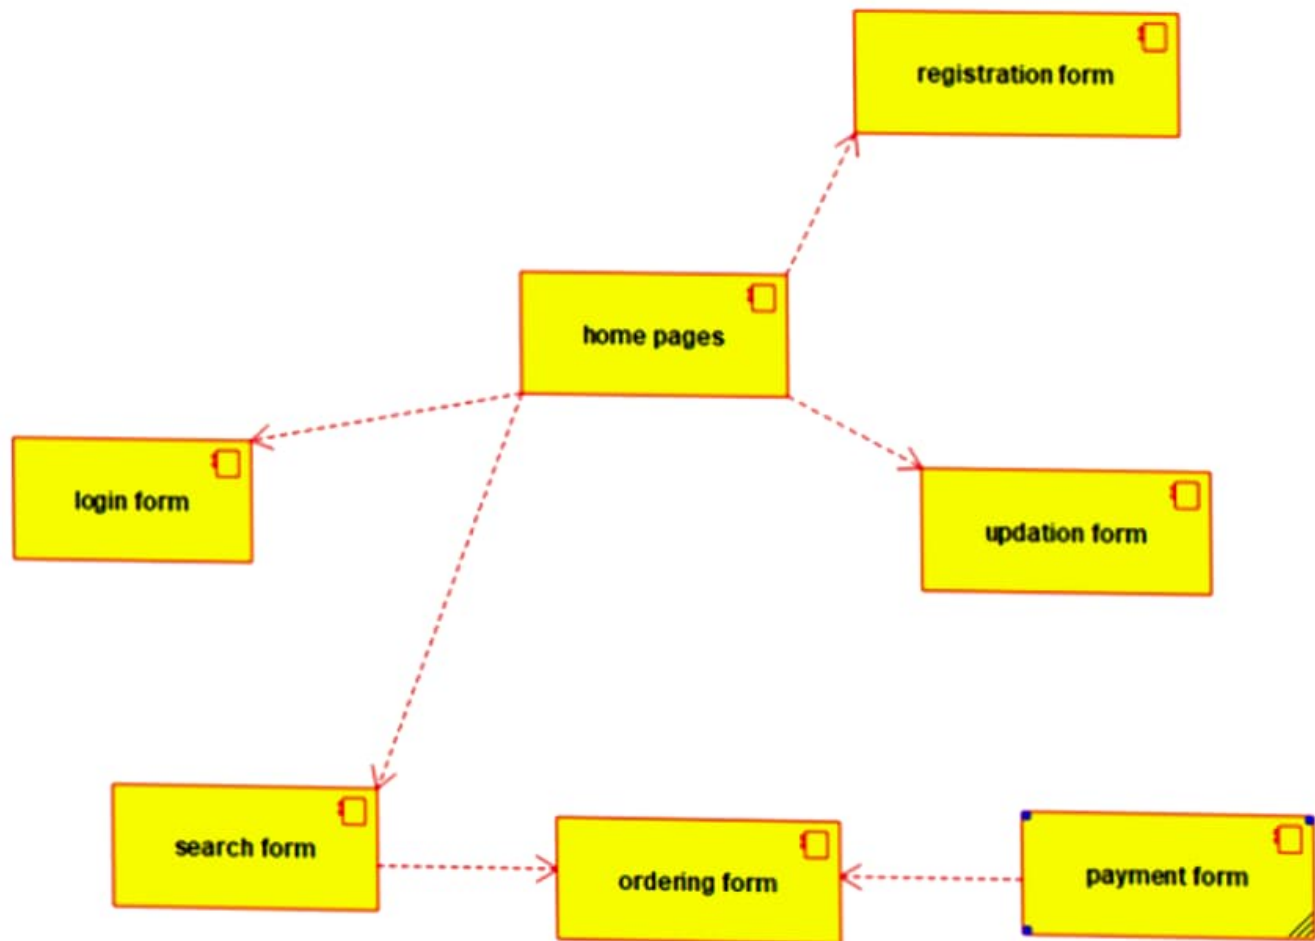 registration form
home pages
login form
updation form
search form
ordering form
payment form